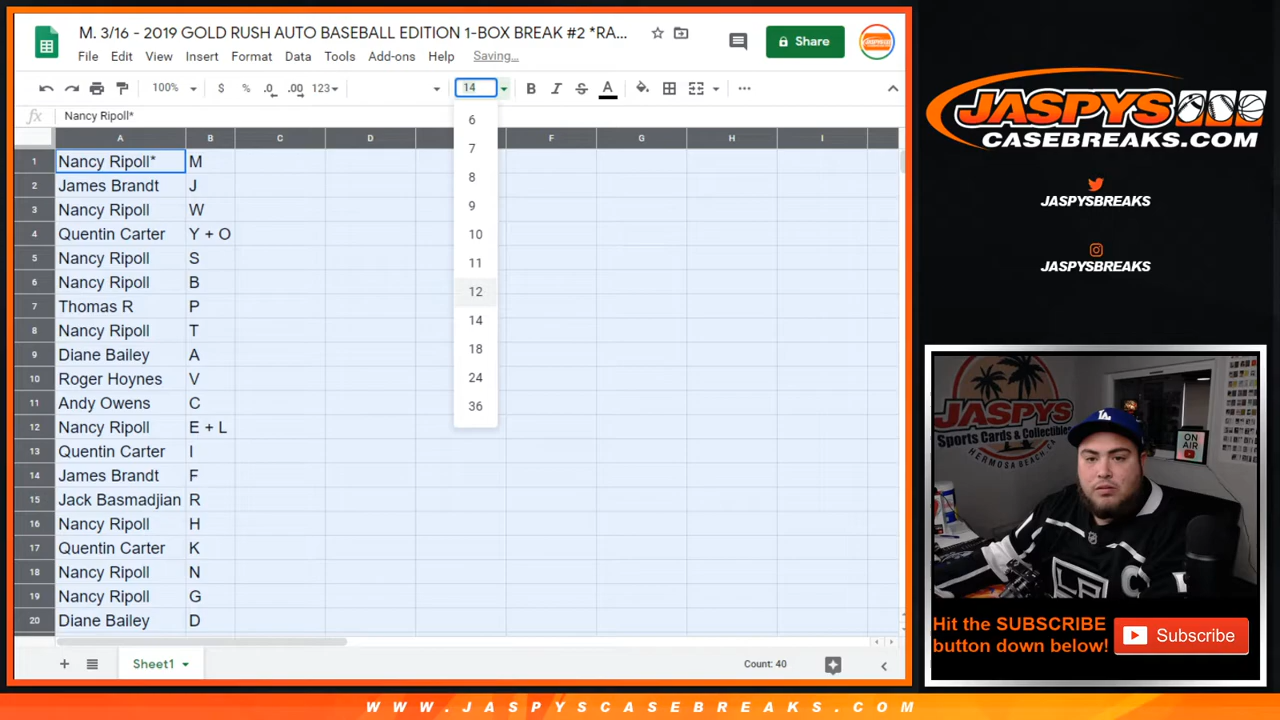 M. 3/16 - 2019 GOLD RUSH AUTO BASEBALL EDITION 1-BOX BREAK #2 *RA...
Share
File Edit View Insert Format Data Tools Add-ons Help Saving...
100% $ % .0 .00 123 14 B I S A
fx Nancy Ripoll*
A B C D F G H I
1 Nancy Ripoll* M
2 James Brandt J
3 Nancy Ripoll W
4 Quentin Carter Y + O
5 Nancy Ripoll S
6 Nancy Ripoll B
7 Thomas R P
8 Nancy Ripoll T
9 Diane Bailey A
10 Roger Hoynes V
11 Andy Owens C
12 Nancy Ripoll E + L
13 Quentin Carter I
14 James Brandt F
15 Jack Basmadjian R
16 Nancy Ripoll H
17 Quentin Carter K
18 Nancy Ripoll N
19 Nancy Ripoll G
20 Diane Bailey D
6
7
8
9
10
11
12
14
18
24
36
Sheet1
Count: 40
JASPYS
CASEBREAKS.COM
JASPYSBREAKS
JASPYSBREAKS
JASPYS
Sports Cards & Collectibles
HERMOSA BEACH, CA
ON AIR
LA
C
Hit the SUBSCRIBE
button down below!
Subscribe
WWW.JASPYSCASEBREAKS.COM